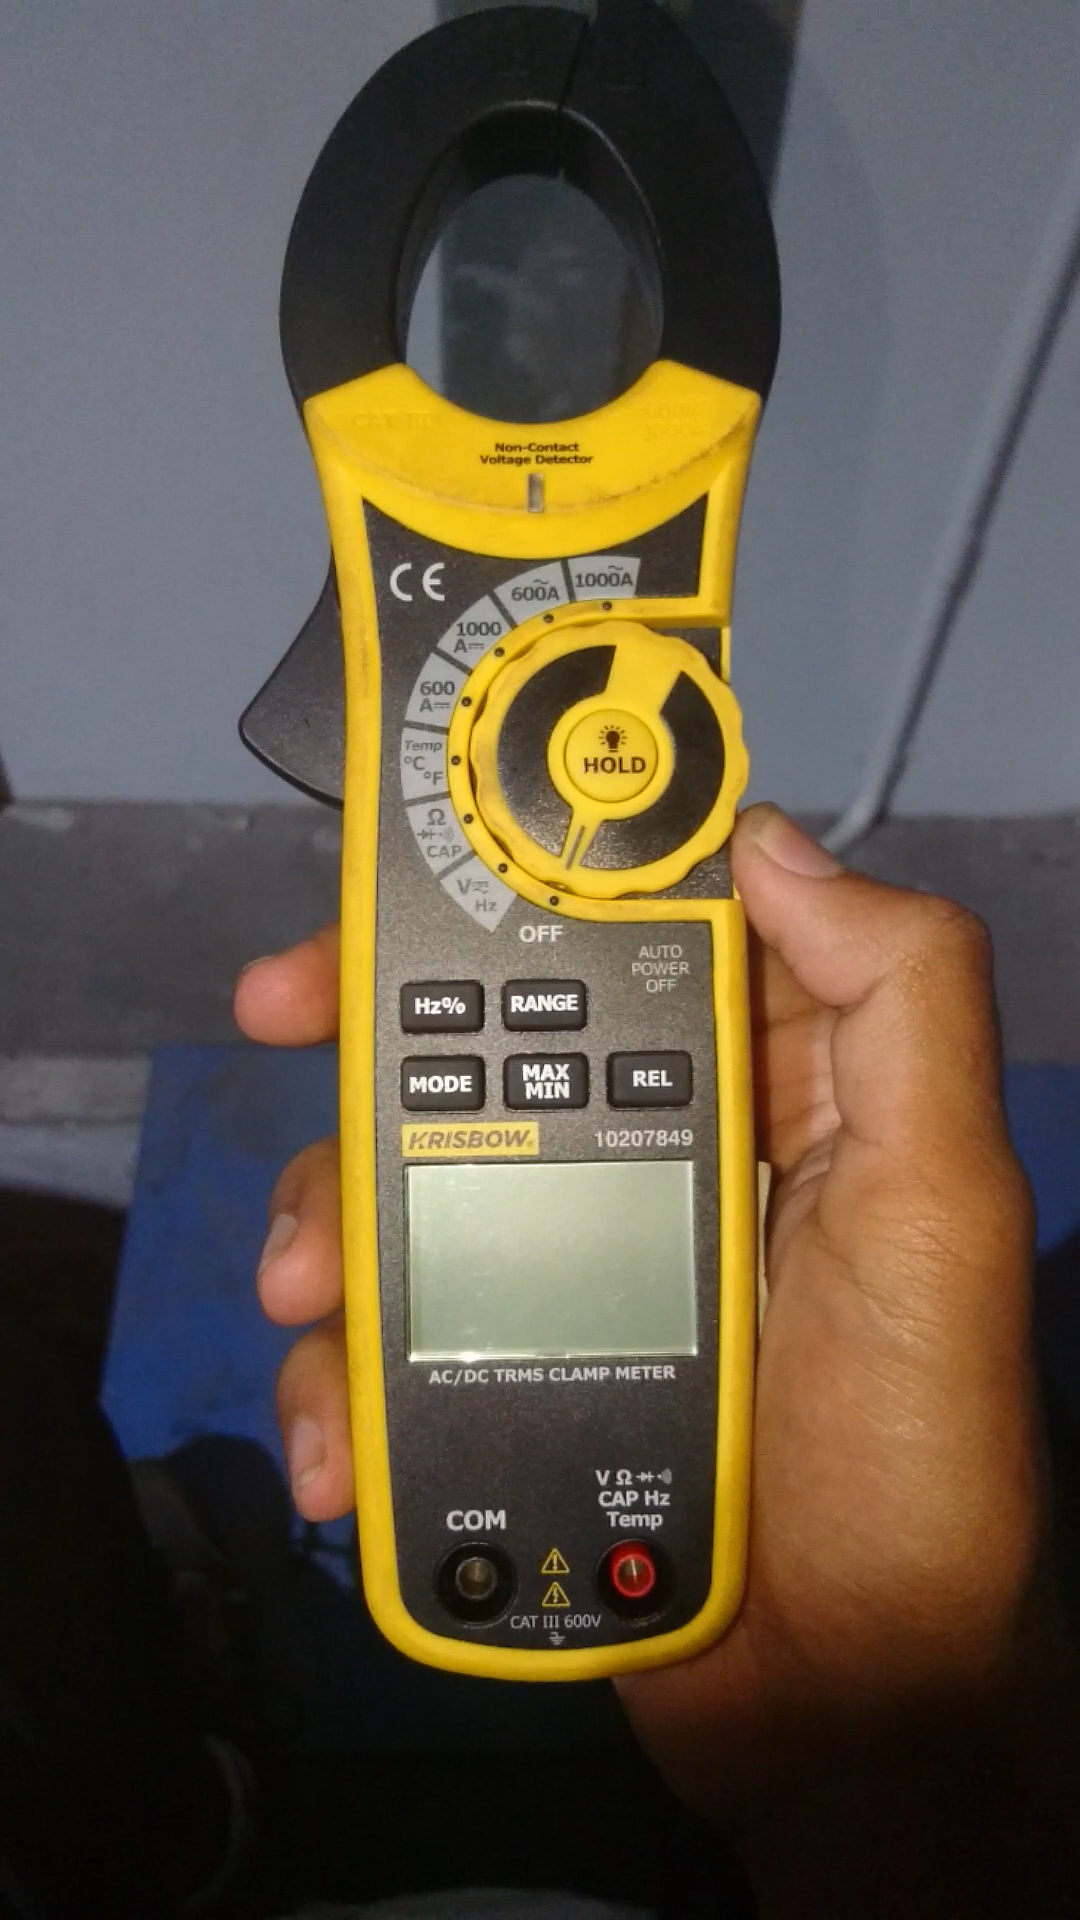 Non-Contact
Voltage Detector
CE
600A
1000A
1000
A
600
A
Temp
°C
°F
Ω
CAP
V
Hz
HOLD
OFF
AUTO
POWER
OFF
Hz%
RANGE
MODE
MAX
MIN
REL
KRISBOW®
10207849
AC/DC TRMS CLAMP METER
V Ω
CAP Hz
Temp
COM
CAT III 600V